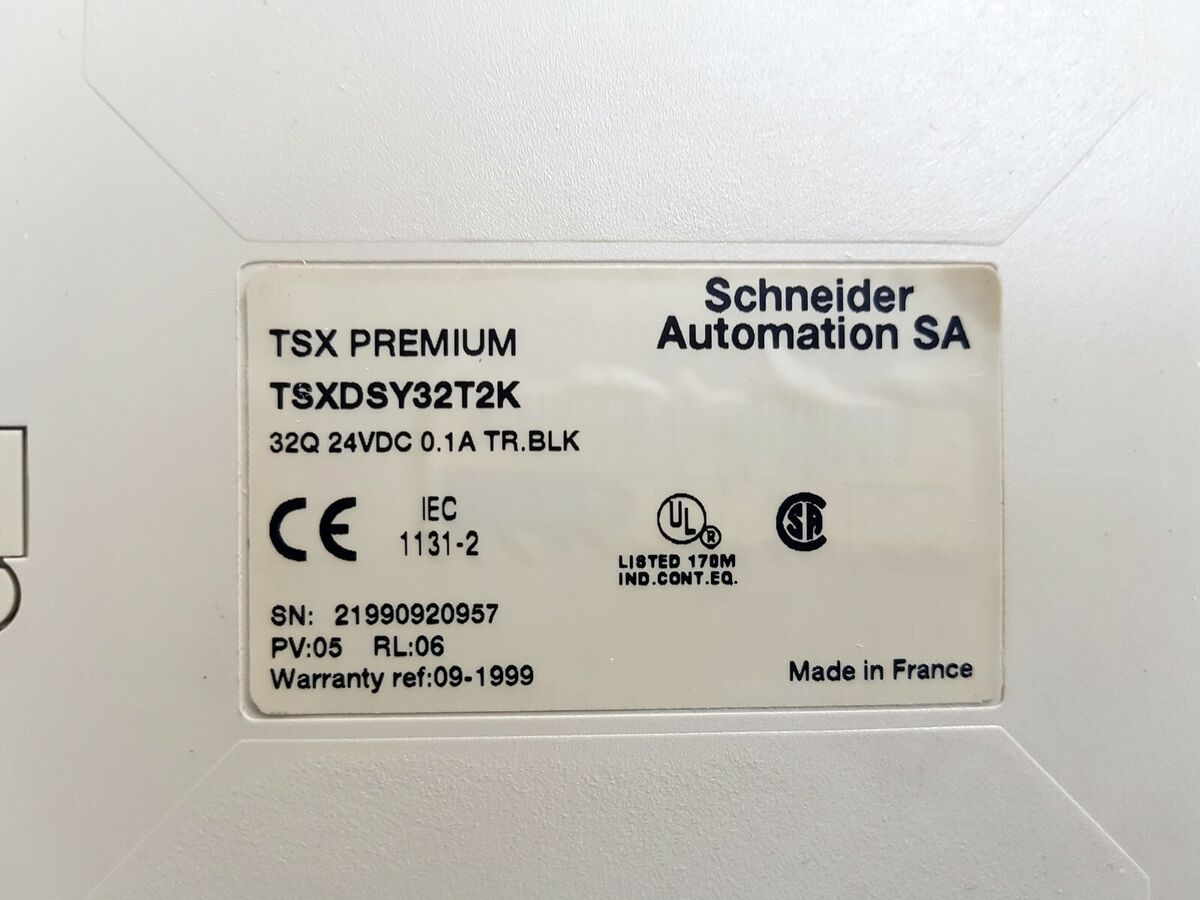 Schneider
Automation SA
TSX PREMIUM
TSXDSY32T2K
32Q 24VDC 0.1A TR.BLK
CE IEC
1131-2
UL ®
LISTED 170M
IND.CONT.EQ.
SA
SN: 21990920957
PV:05 RL:06
Warranty ref:09-1999
Made in France